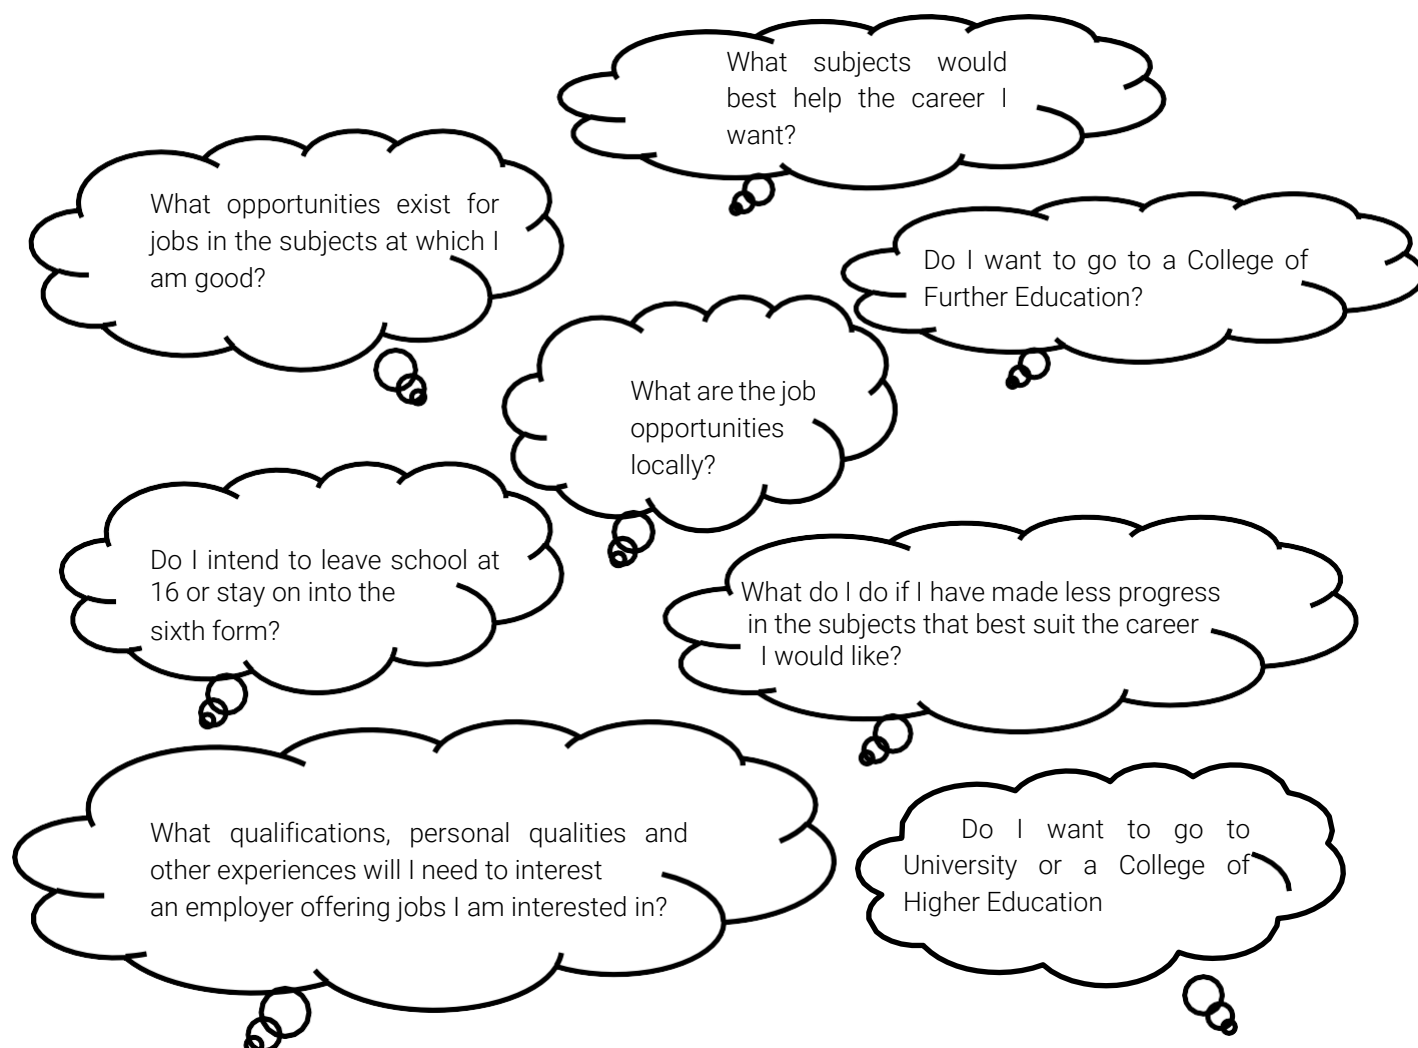 What subjects would
best help the career I
want?
What opportunities exist for
jobs in the subjects at which I
am good?
Do I want to go to a College of
Further Education?
What are the job
opportunities
locally?
Do I intend to leave school at
16 or stay on into the
sixth form?
What do I do if I have made less progress
in the subjects that best suit the career
I would like?
What qualifications, personal qualities and
other experiences will I need to interest
an employer offering jobs I am interested in?
Do I want to go to
University or a College of
Higher Education